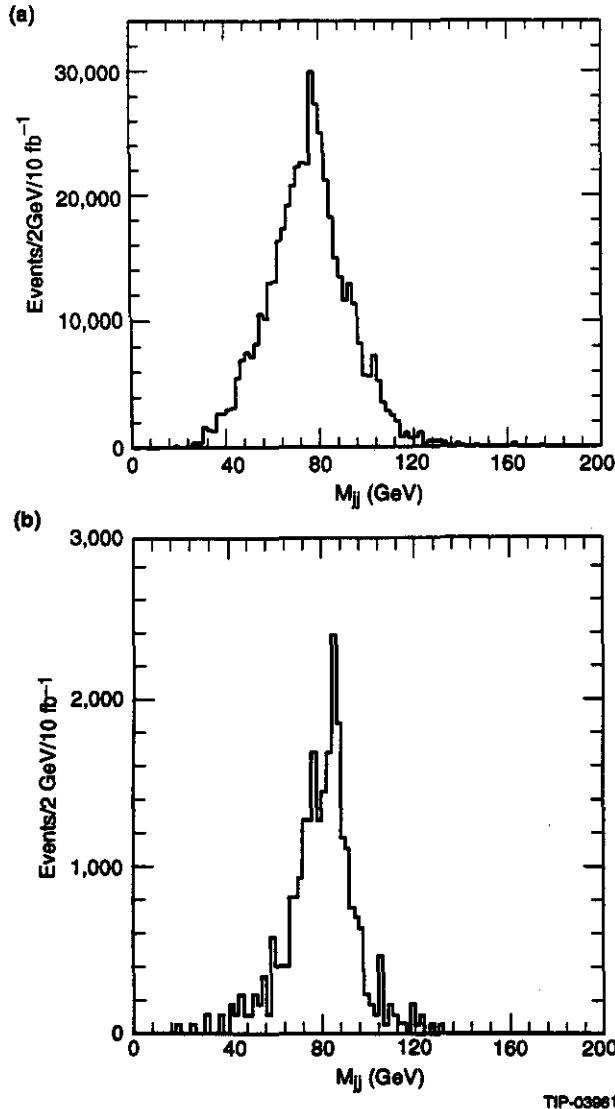 (a)
30,000
20,000
10,000
0
Events/2GeV/10 fb⁻¹
0 40 80 120 160 200
M_jj (GeV)
(b)
3,000
2,000
1,000
0
Events/2 GeV/10 fb⁻¹
0 40 80 120 160 200
M_jj (GeV)
TIP-03961